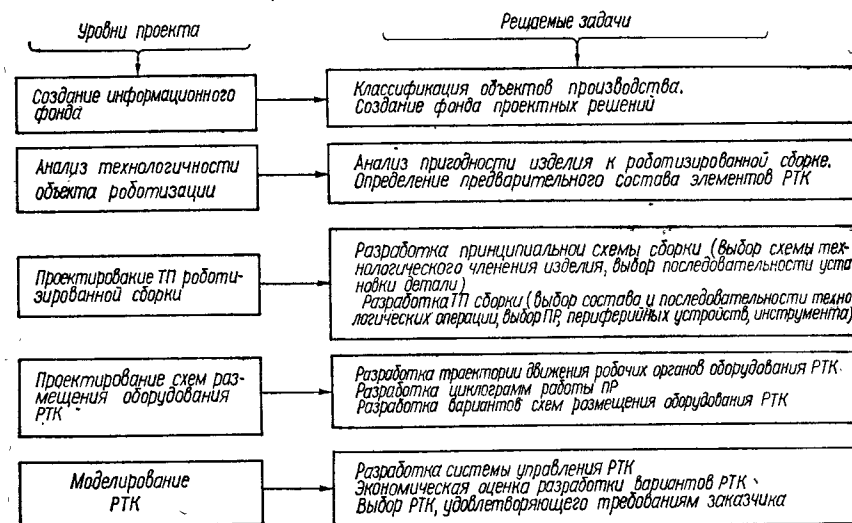 Уровни проекта
Решаемые задачи
Создание информационного
фонда
Классификация объектов производства.
Создание фонда проектных решений
Анализ технологичности
объекта роботизации
Анализ пригодности изделия к роботизированной сборке.
Определение предварительного состава элементов РТК
Проектирование ТП роботи-
зированной сборки
Разработка принципиальной схемы сборки (выбор схемы тех-
нологического членения изделия, выбор последовательности уста
новки детали)
Разработка ТП сборки (выбор состава и последовательности техно
логических операции, выбор ПР, периферийных устройств, инструмента)
Проектирование схем раз-
мещения оборудования
РТК
Разработка траектории движения робочих органов оборудования РТК
Разработка циклограмм работы ПР
Разработка вариантов схем размещения оборудования РТК
Моделирование
РТК
Разработка системы управления РТК
Экономическая оценка разработки вариантов РТК
Выбор РТК, удовлетворяющего требованиям заказчика